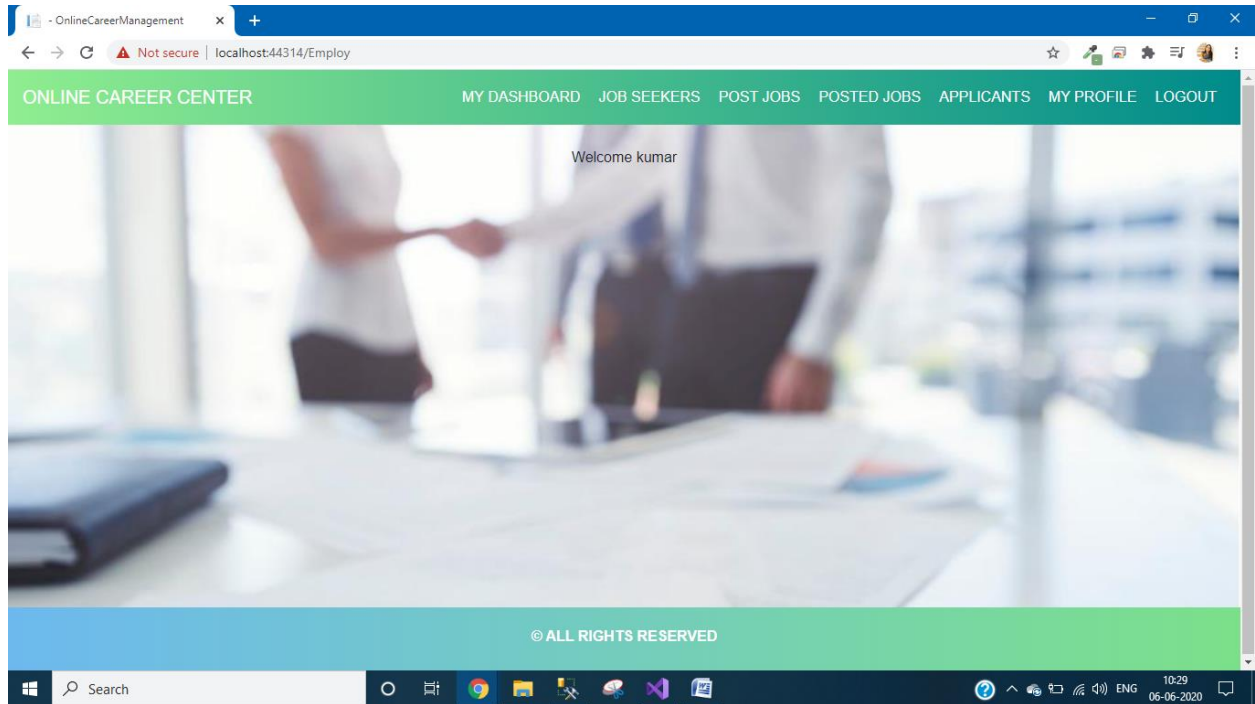 - OnlineCareerManagement
Not secure | localhost:44314/Employ
ONLINE CAREER CENTER MY DASHBOARD JOB SEEKERS POST JOBS POSTED JOBS APPLICANTS MY PROFILE LOGOUT
Welcome kumar
© ALL RIGHTS RESERVED
Search
ENG
10:29
06-06-2020